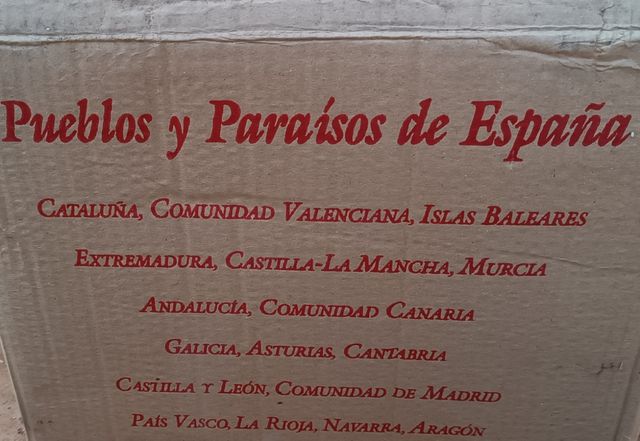 Pueblos y Paraísos de España
CATALUÑA, COMUNIDAD VALENCIANA, ISLAS BALEARES
EXTREMADURA, CASTILLA-LA MANCHA, MURCIA
ANDALUCÍA, COMUNIDAD CANARIA
GALICIA, ASTURIAS, CANTABRIA
CASTILLA Y LEÓN, COMUNIDAD DE MADRID
PAÍS VASCO, LA RIOJA, NAVARRA, ARAGÓN